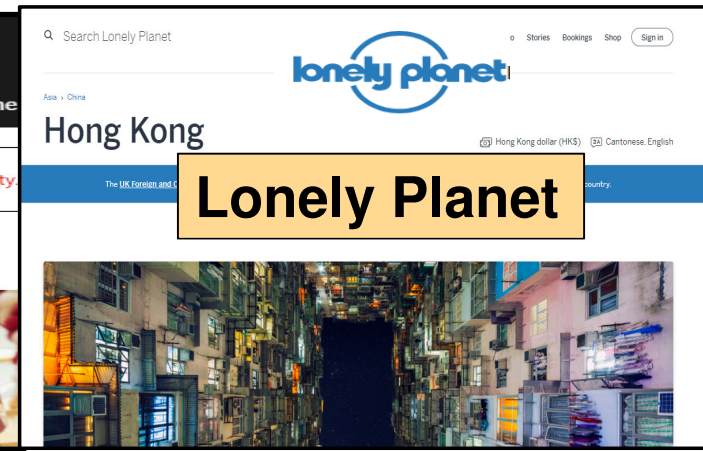 Search Lonely Planet
Stories Bookings Shop Sign in
lonely planet
Asia › China
Hong Kong
Hong Kong dollar (HK$) Cantonese, English
The UK Foreign and
country.
Lonely Planet